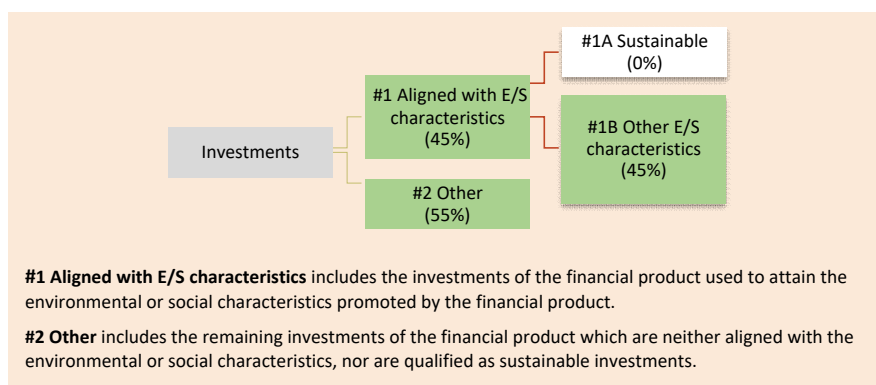 #1A Sustainable
(0%)
#1 Aligned with E/S
characteristics
(45%)
#1B Other E/S
characteristics
(45%)
Investments
#2 Other
(55%)
#1 Aligned with E/S characteristics includes the investments of the financial product used to attain the
environmental or social characteristics promoted by the financial product.
#2 Other includes the remaining investments of the financial product which are neither aligned with the
environmental or social characteristics, nor are qualified as sustainable investments.